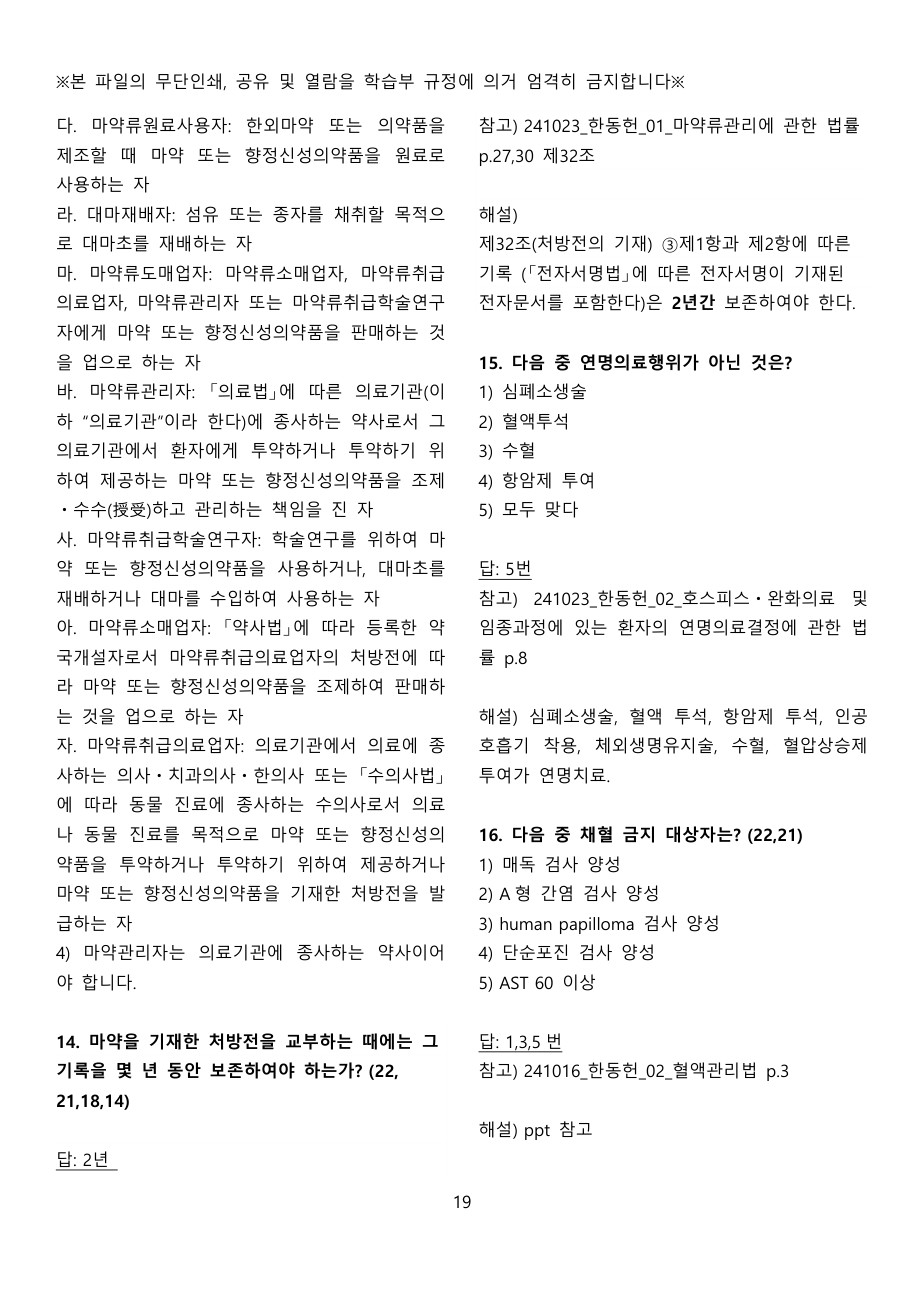 ※본 파일의 무단인쇄, 공유 및 열람을 학습부 규정에 의거 엄격히 금지합니다※
다. 마약류원료사용자: 한외마약 또는 의약품을
제조할 때 마약 또는 향정신성의약품을 원료로
사용하는 자
라. 대마재배자: 섬유 또는 종자를 채취할 목적으
로 대마초를 재배하는 자
마. 마약류도매업자: 마약류소매업자, 마약류취급
의료업자, 마약류관리자 또는 마약류취급학술연구
자에게 마약 또는 향정신성의약품을 판매하는 것
을 업으로 하는 자
바. 마약류관리자: 「의료법」에 따른 의료기관(이
하 “의료기관”이라 한다)에 종사하는 약사로서 그
의료기관에서 환자에게 투약하거나 투약하기 위
하여 제공하는 마약 또는 향정신성의약품을 조제
・수수(授受)하고 관리하는 책임을 진 자
사. 마약류취급학술연구자: 학술연구를 위하여 마
약 또는 향정신성의약품을 사용하거나, 대마초를
재배하거나 대마를 수입하여 사용하는 자
아. 마약류소매업자: 「약사법」에 따라 등록한 약
국개설자로서 마약류취급의료업자의 처방전에 따
라 마약 또는 향정신성의약품을 조제하여 판매하
는 것을 업으로 하는 자
자. 마약류취급의료업자: 의료기관에서 의료에 종
사하는 의사・치과의사・한의사 또는 「수의사법」
에 따라 동물 진료에 종사하는 수의사로서 의료
나 동물 진료를 목적으로 마약 또는 향정신성의
약품을 투약하거나 투약하기 위하여 제공하거나
마약 또는 향정신성의약품을 기재한 처방전을 발
급하는 자
4) 마약관리자는 의료기관에 종사하는 약사이어
야 합니다.
14. 마약을 기재한 처방전을 교부하는 때에는 그
기록을 몇 년 동안 보존하여야 하는가? (22,
21,18,14)
답: 2년
참고) 241023_한동헌_01_마약류관리에 관한 법률
p.27,30 제32조
해설)
제32조(처방전의 기재) ③제1항과 제2항에 따른
기록 (「전자서명법」에 따른 전자서명이 기재된
전자문서를 포함한다)은 2년간 보존하여야 한다.
15. 다음 중 연명의료행위가 아닌 것은?
1) 심폐소생술
2) 혈액투석
3) 수혈
4) 항암제 투여
5) 모두 맞다
답: 5번
참고) 241023_한동헌_02_호스피스・완화의료 및
임종과정에 있는 환자의 연명의료결정에 관한 법
률 p.8
해설) 심폐소생술, 혈액 투석, 항암제 투석, 인공
호흡기 착용, 체외생명유지술, 수혈, 혈압상승제
투여가 연명치료.
16. 다음 중 채혈 금지 대상자는? (22,21)
1) 매독 검사 양성
2) A형 간염 검사 양성
3) human papilloma 검사 양성
4) 단순포진 검사 양성
5) AST 60 이상
답: 1,3,5번
참고) 241016_한동헌_02_혈액관리법 p.3
해설) ppt 참고
19